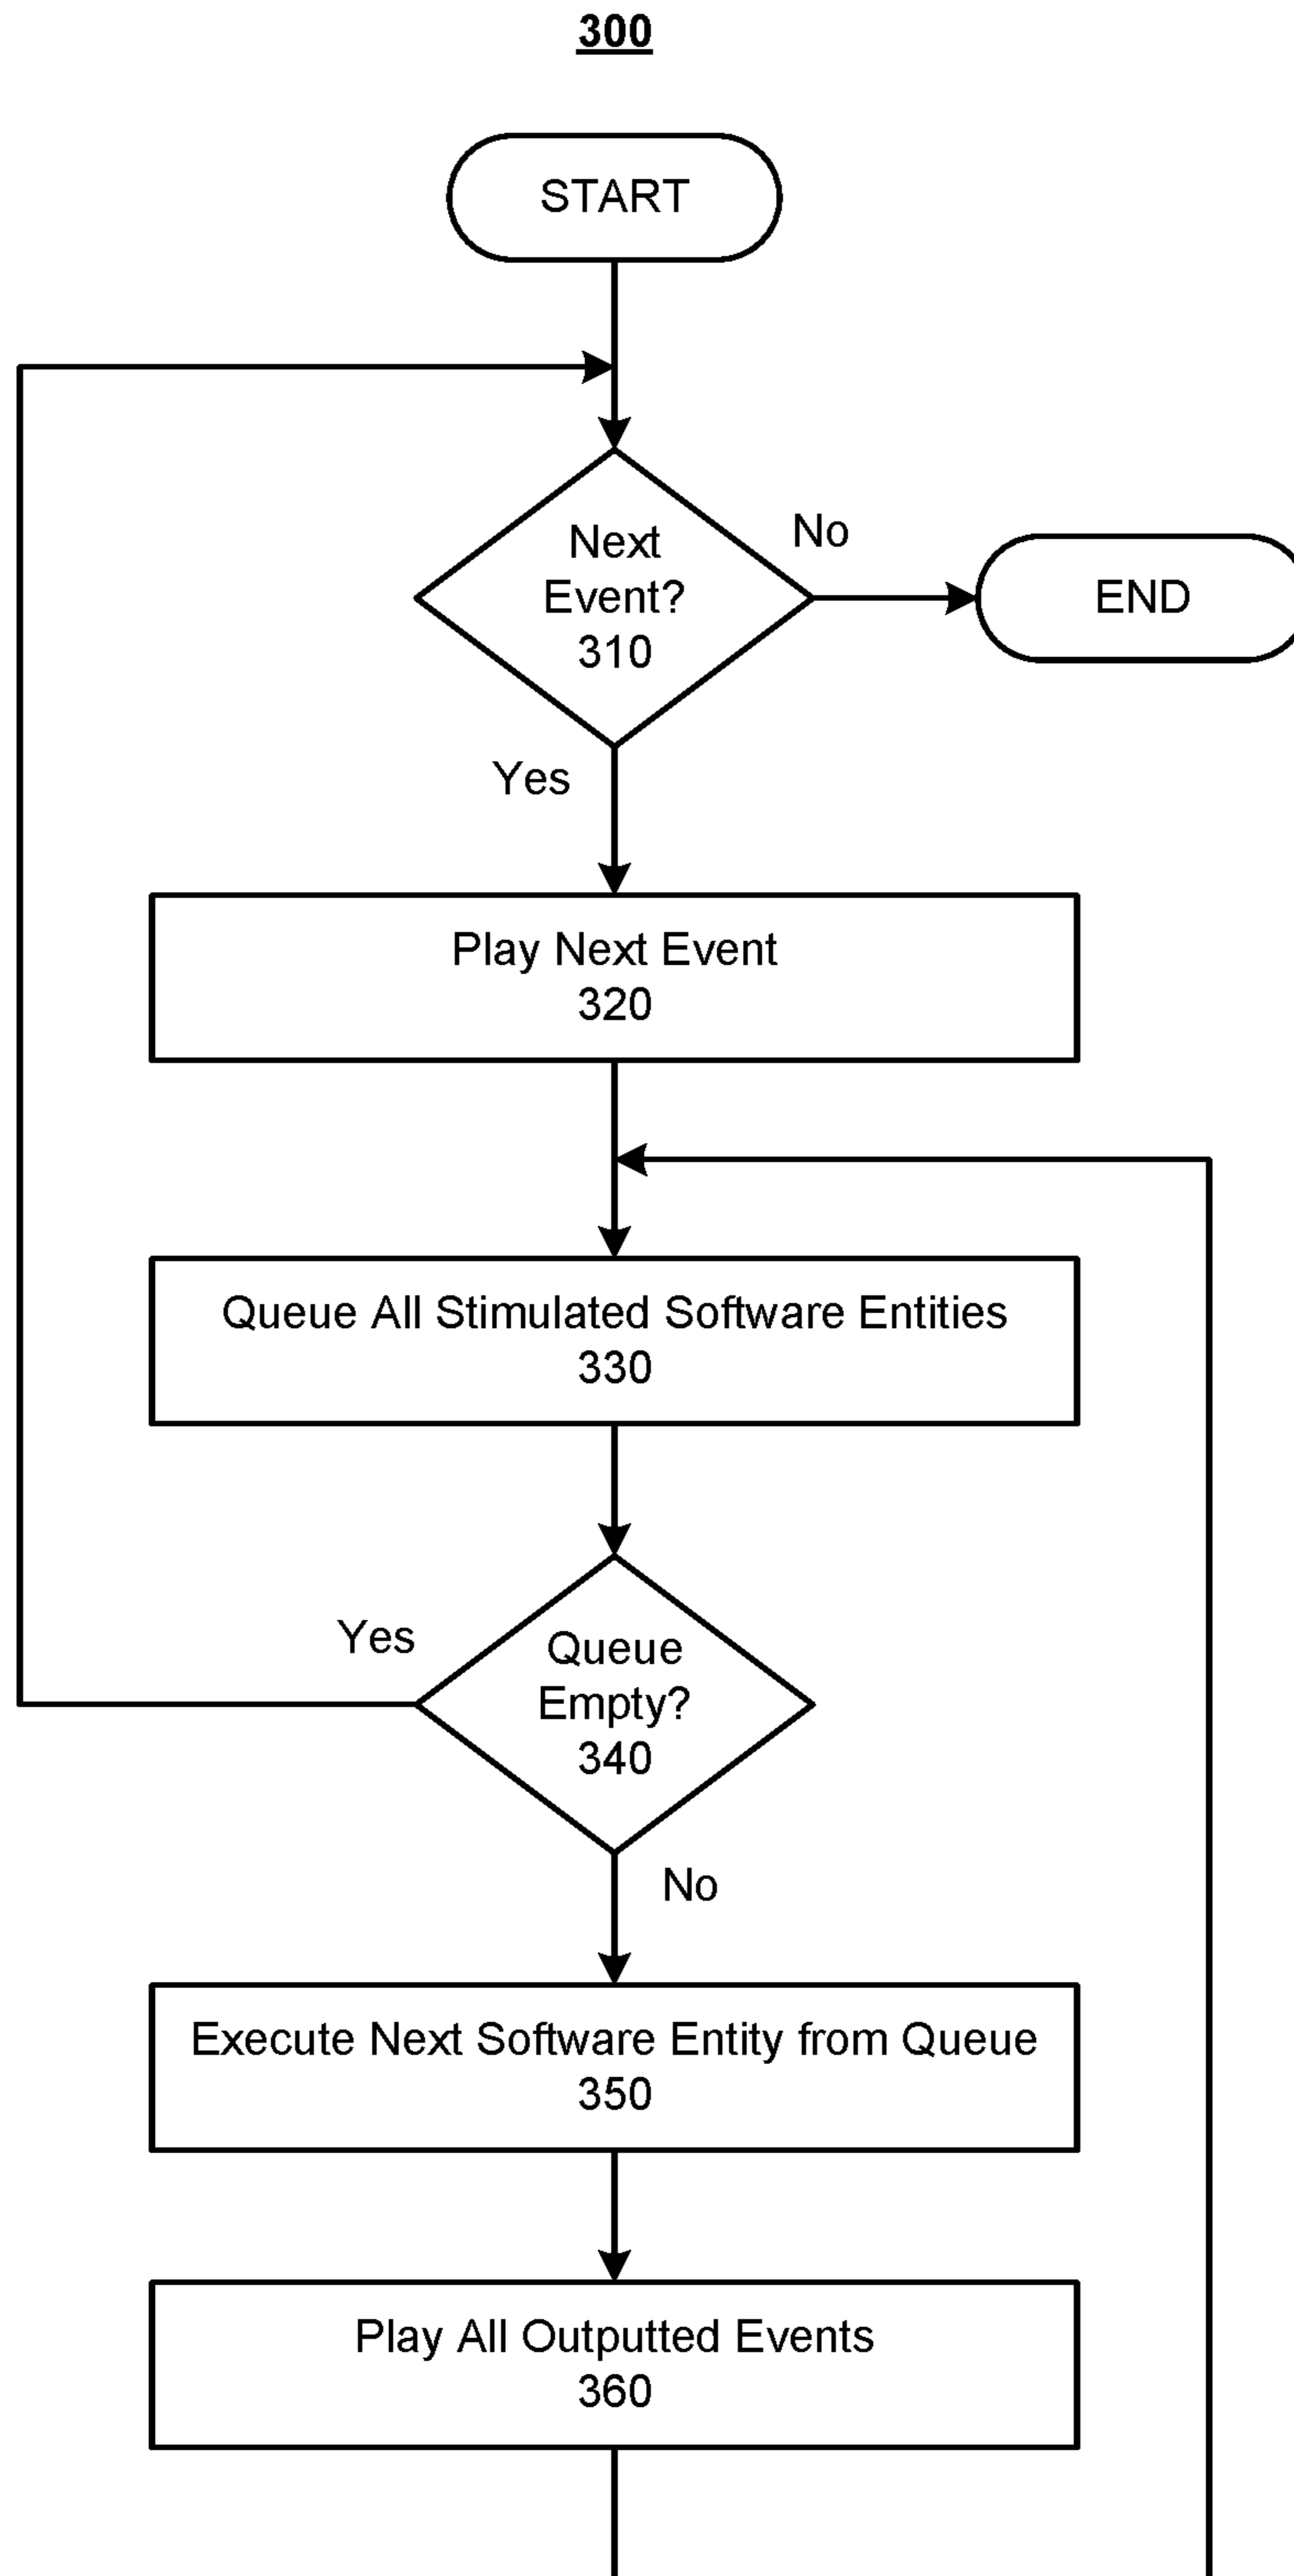 300
START
Next
Event?
310
No
END
Yes
Play Next Event
320
Queue All Stimulated Software Entities
330
Yes
Queue
Empty?
340
No
Execute Next Software Entity from Queue
350
Play All Outputted Events
360